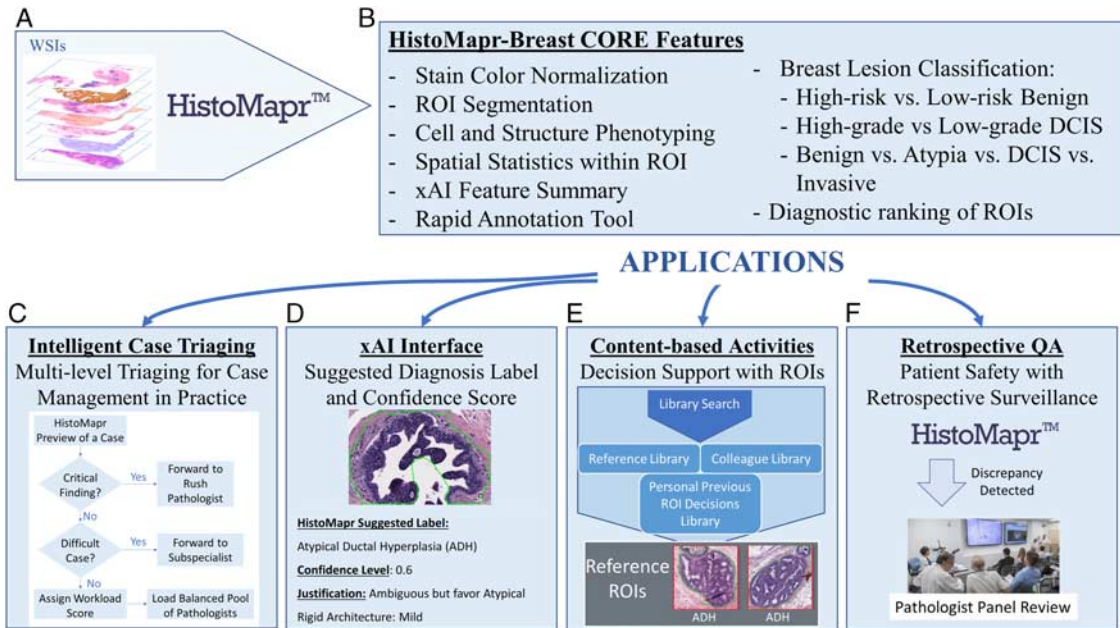 A
WSIs
HistoMapr™
B
HistoMapr-Breast CORE Features
- Stain Color Normalization
- ROI Segmentation
- Cell and Structure Phenotyping
- Spatial Statistics within ROI
- xAI Feature Summary
- Rapid Annotation Tool
- Breast Lesion Classification:
- High-risk vs. Low-risk Benign
- High-grade vs Low-grade DCIS
- Benign vs. Atypia vs. DCIS vs.
Invasive
- Diagnostic ranking of ROIs
APPLICATIONS
C
Intelligent Case Triaging
Multi-level Triaging for Case
Management in Practice
HistoMapr
Preview of a Case
Critical
Finding?
Yes
Forward to
Rush
Pathologist
No
Difficult
Case?
Yes
Forward to
Subspecialist
No
Assign Workload
Score
Load Balanced Pool
of Pathologists
D
xAI Interface
Suggested Diagnosis Label
and Confidence Score
HistoMapr Suggested Label:
Atypical Ductal Hyperplasia (ADH)
Confidence Level: 0.6
Justification: Ambiguous but favor Atypical
Rigid Architecture: Mild
E
Content-based Activities
Decision Support with ROIs
Library Search
Reference Library
Colleague Library
Personal Previous
ROI Decisions
Library
Reference
ROIs
ADH
ADH
F
Retrospective QA
Patient Safety with
Retrospective Surveillance
HistoMapr™
Discrepancy
Detected
Pathologist Panel Review